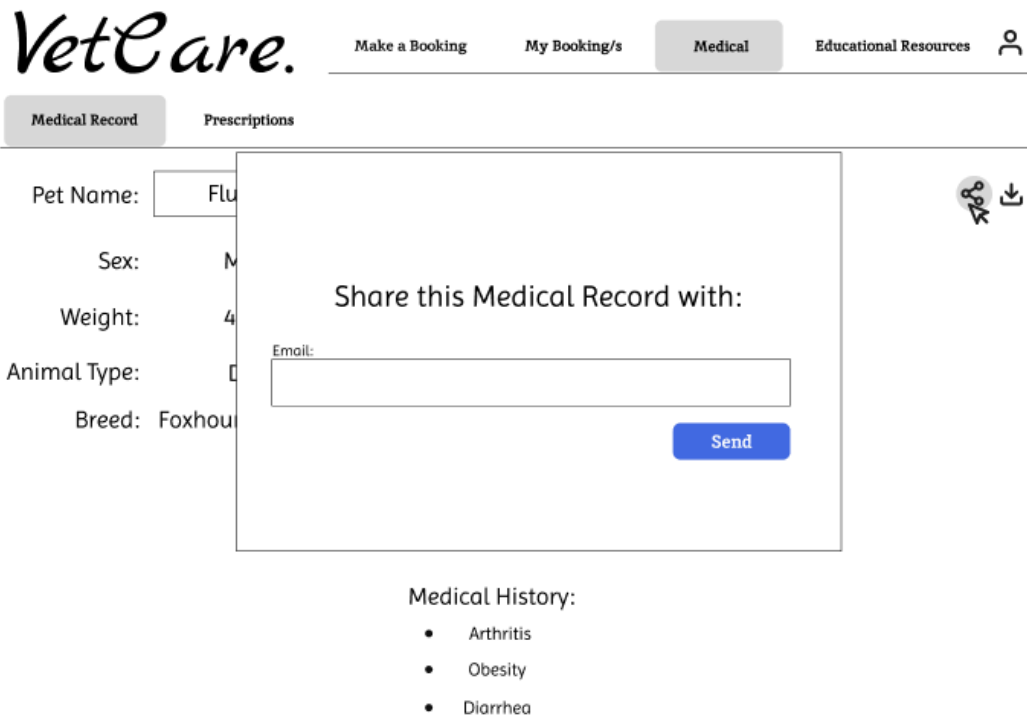 VetCare.
Make a Booking
My Booking/s
Medical
Educational Resources
Medical Record
Prescriptions
Pet Name:
Sex:
Weight:
Animal Type:
Breed:
Share this Medical Record with:
Email:
Send
Medical History:
• Arthritis
• Obesity
• Diarrhea